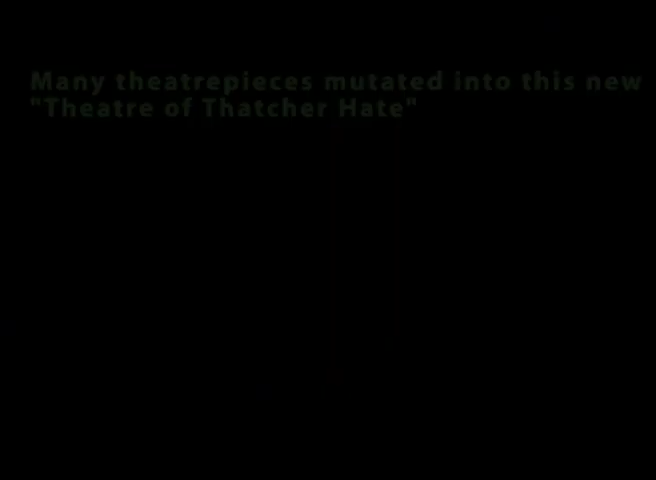 Many theatrepieces mutated into this new
"Theatre of Thatcher Hate"